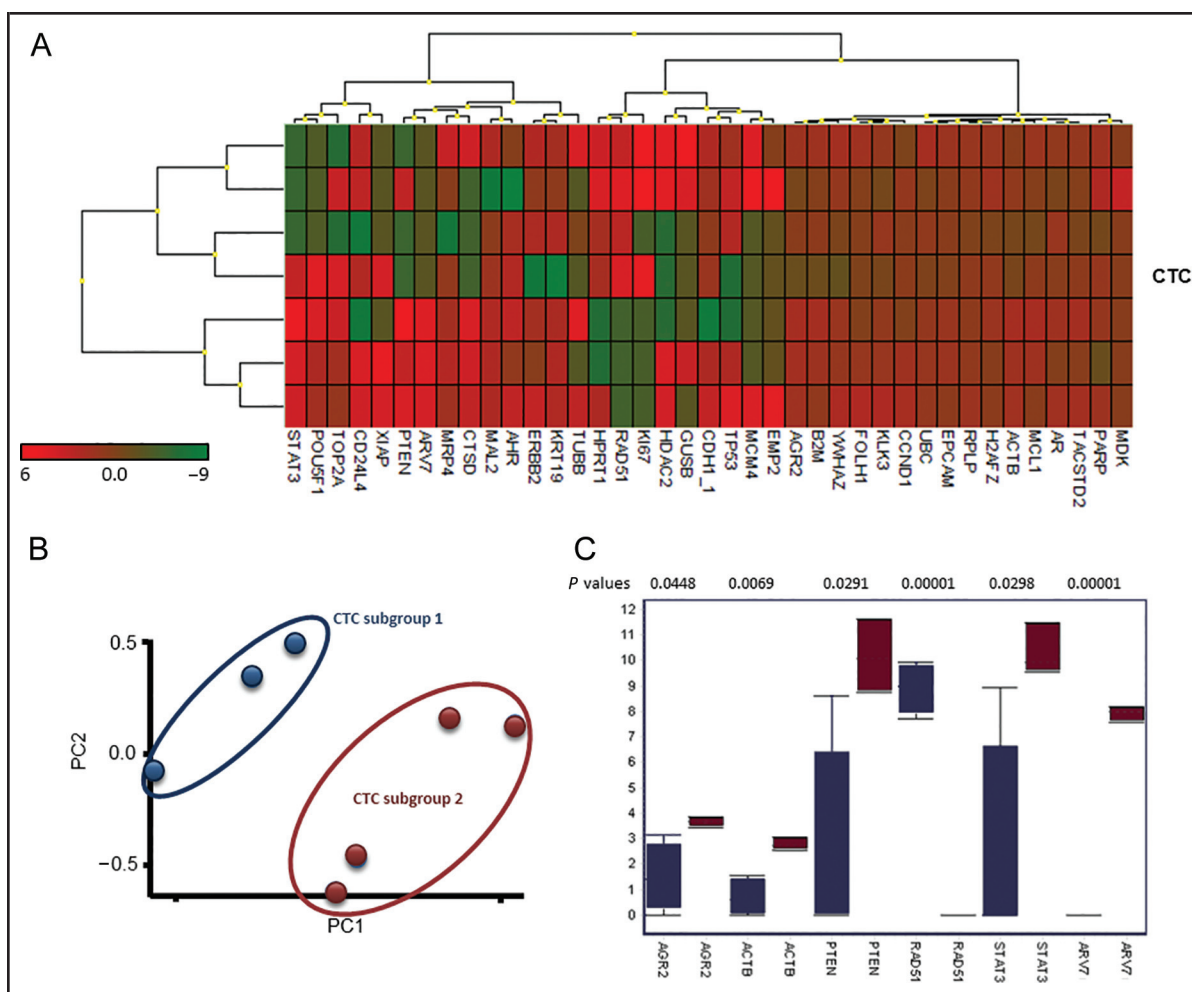 A
CTC
6 0.0 −9
STAT3 POU5F1 TOP2A CD24L4 XIAP PTEN ARV7 MRP4 CTSD MAL2 AHR ERBB2 KRT19 TUBB HPRT1 RAD51 KI67 HDAC2 GUSB CDH1_1 TP53 MCM4 EMP2 AGR2 B2M YWHAZ FOLH1 KLK3 CCND1 UBC EPCAM RPLP H2AFZ ACTB MCL1 AR TACSTD2 PARP MDK
B
0.5
0.0
−0.5
PC2
PC1
CTC subgroup 1
CTC subgroup 2
C
P values 0.0448 0.0069 0.0291 0.00001 0.0298 0.00001
12
11
10
9
8
7
6
5
4
3
2
1
0
AGR2 AGR2 ACTB ACTB PTEN PTEN RAD51 RAD51 STAT3 STAT3 ARV7 ARV7